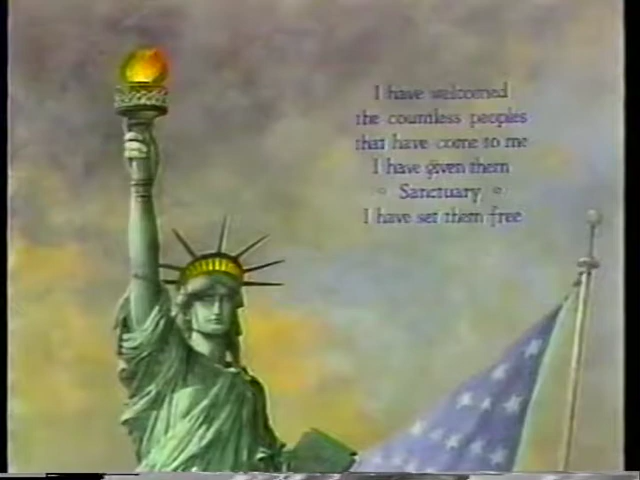 I have welcomed
the countless peoples
that have come to me
I have given them
Sanctuary
I have set them free